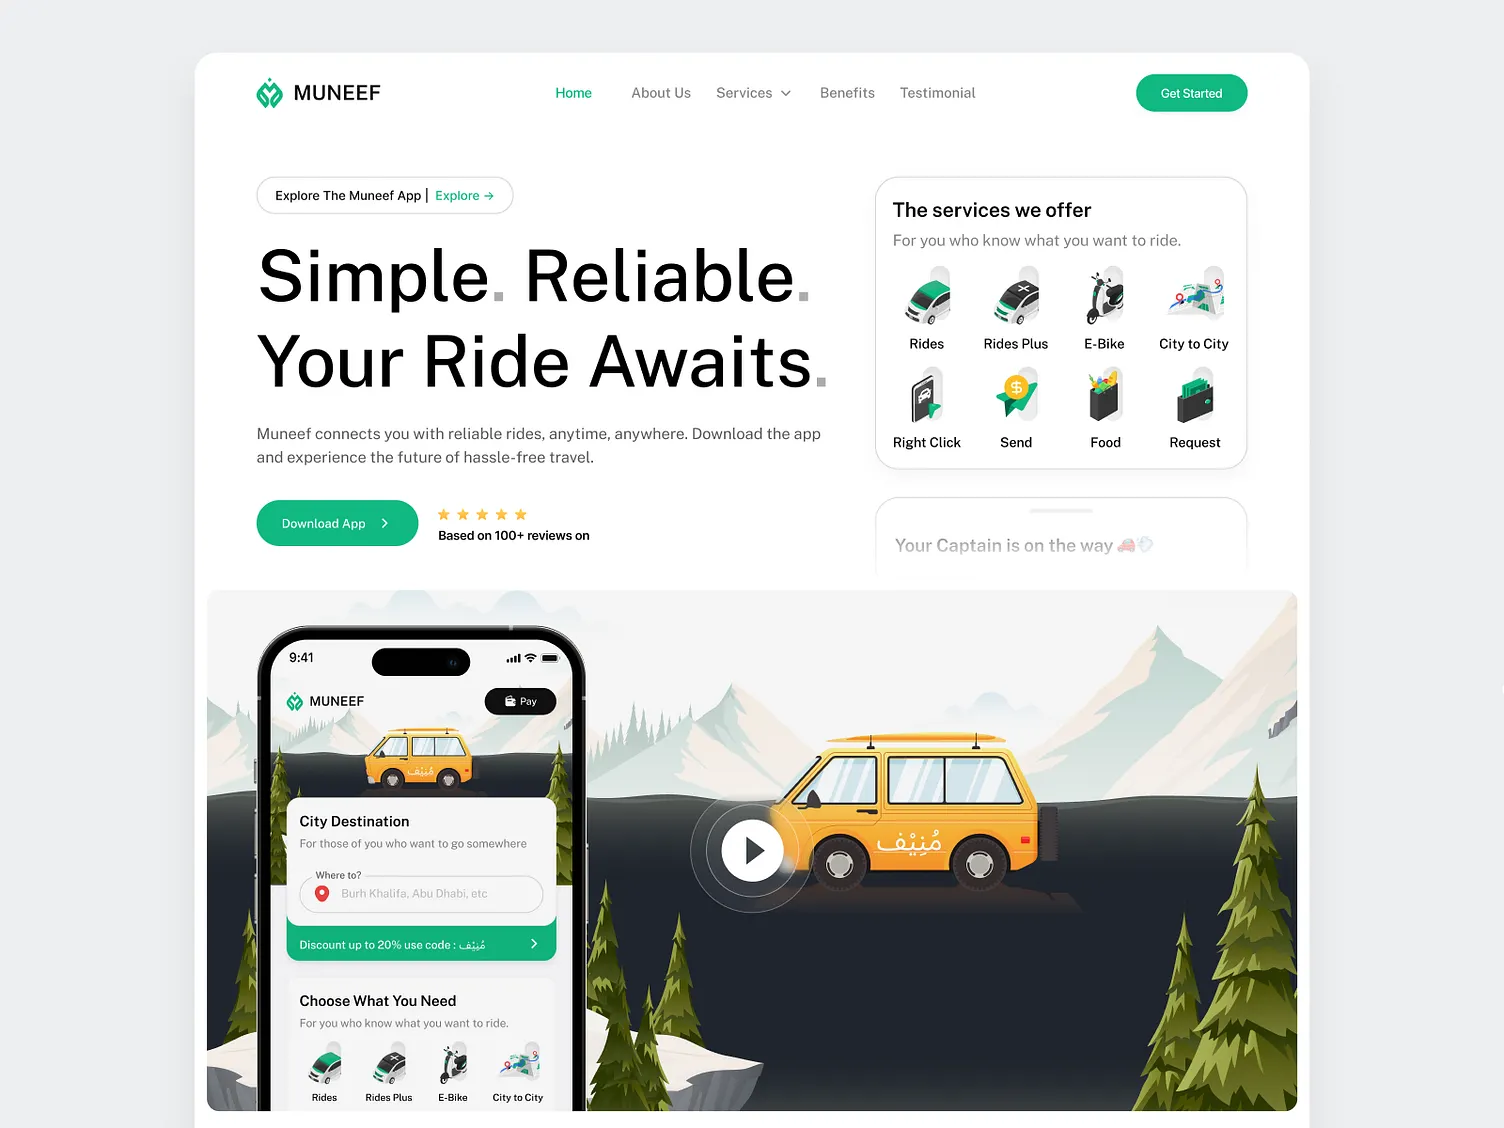 MUNEEF
Home About Us Services Benefits Testimonial
Get Started
Explore The Muneef App | Explore →
Simple. Reliable.
Your Ride Awaits.
Muneef connects you with reliable rides, anytime, anywhere. Download the app
and experience the future of hassle-free travel.
Download App
Based on 100+ reviews on
The services we offer
For you who know what you want to ride.
Rides Rides Plus E-Bike City to City
Right Click Send Food Request
Your Captain is on the way
9:41
MUNEEF
Pay
مُنِيْف
City Destination
For those of you who want to go somewhere
Where to?
Burh Khalifa, Abu Dhabi, etc
Discount up to 20% use code : مُنِيْف
Choose What You Need
For you who know what you want to ride.
Rides Rides Plus E-Bike City to City
مُنِيْف